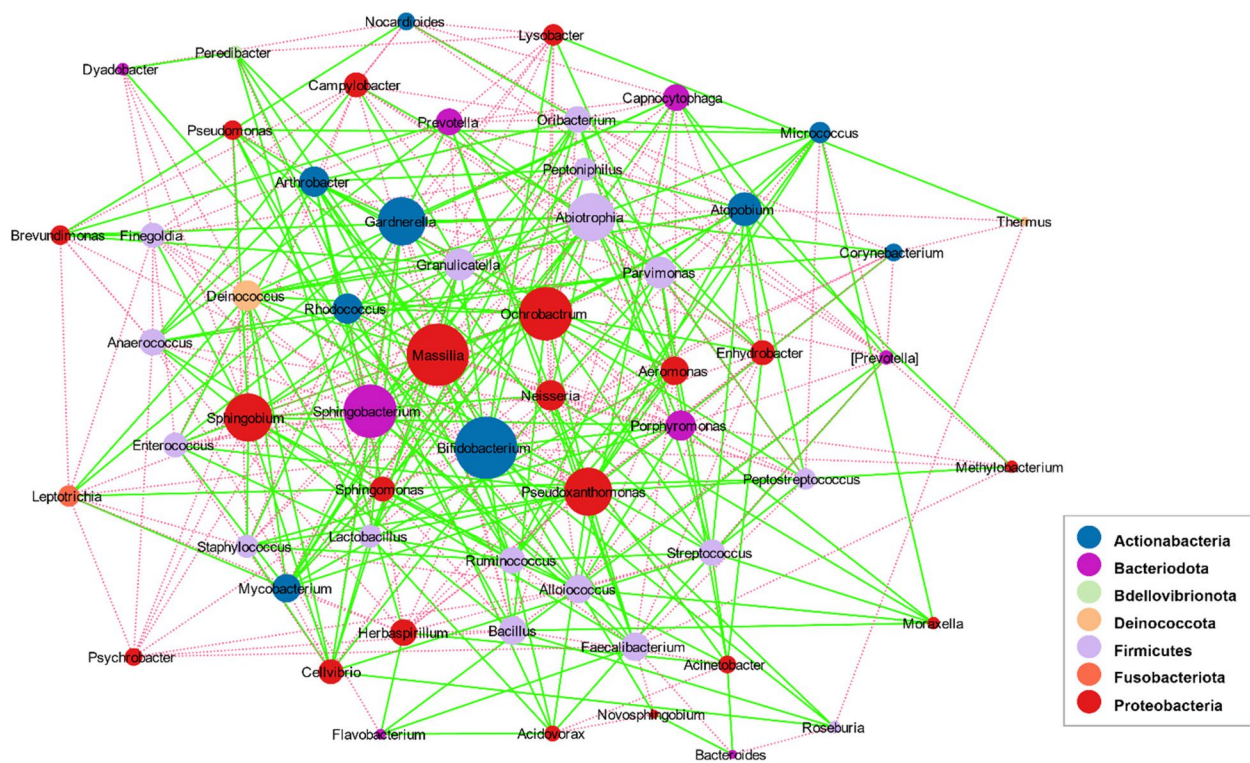 Nocardioides
Lysobacter
Peredibacter
Dyadobacter
Campylobacter
Capnocytophaga
Prevotella
Oribacterium
Pseudomonas
Micrococcus
Peptoniphilus
Arthrobacter
Gardnerella
Abiotrophia
Atopobium
Thermus
Brevundimonas
Finegoldia
Corynebacterium
Granulicatella
Parvimonas
Deinococcus
Rhodococcus
Ochrobactrum
Anaerococcus
Massilia
Enhydrobacter
[Prevotella]
Aeromonas
Neisseria
Sphingobium
Sphingobacterium
Porphyromonas
Enterococcus
Bifidobacterium
Methylobacterium
Peptostreptococcus
Leptotrichia
Sphingomonas
Pseudoxanthomonas
Lactobacillus
Staphylococcus
Streptococcus
Ruminococcus
Mycobacterium
Alloiococcus
Moraxella
Herbaspirillum
Bacillus
Faecalibacterium
Psychrobacter
Cellvibrio
Acinetobacter
Novosphingobium
Roseburia
Flavobacterium
Acidovorax
Bacteroides
Actionabacteria
Bacteriodota
Bdellovibrionota
Deinococcota
Firmicutes
Fusobacteriota
Proteobacteria